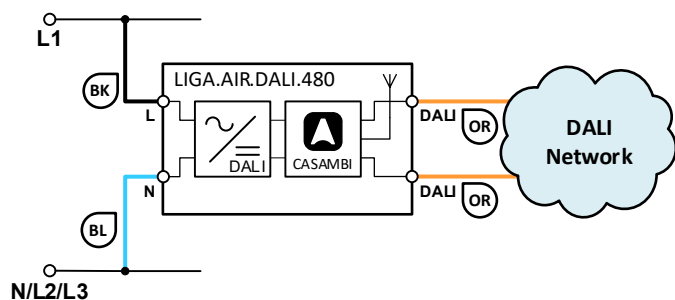 L1
BK
LIGA.AIR.DALI.480
L
DALI
CASAMBI
DALI
OR
N
DALI
OR
DALI
Network
BL
N/L2/L3